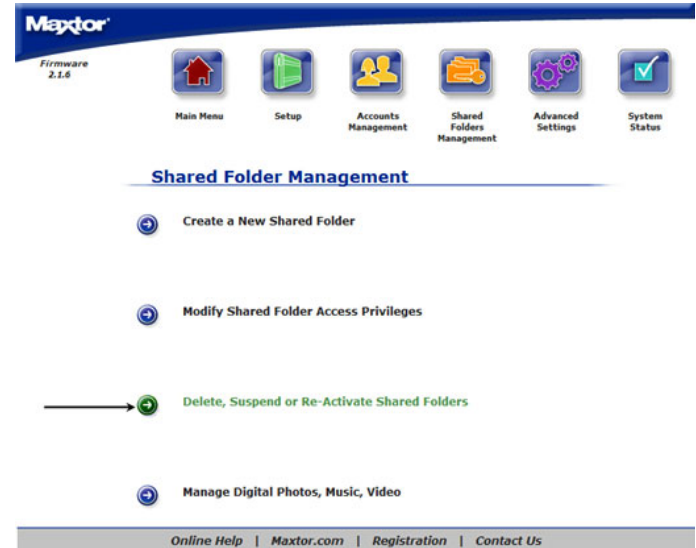 Maxtor
Firmware
2.1.6
Main Menu
Setup
Accounts
Management
Shared
Folders
Management
Advanced
Settings
System
Status
Shared Folder Management
Create a New Shared Folder
Modify Shared Folder Access Privileges
Delete, Suspend or Re-Activate Shared Folders
Manage Digital Photos, Music, Video
Online Help | Maxtor.com | Registration | Contact Us